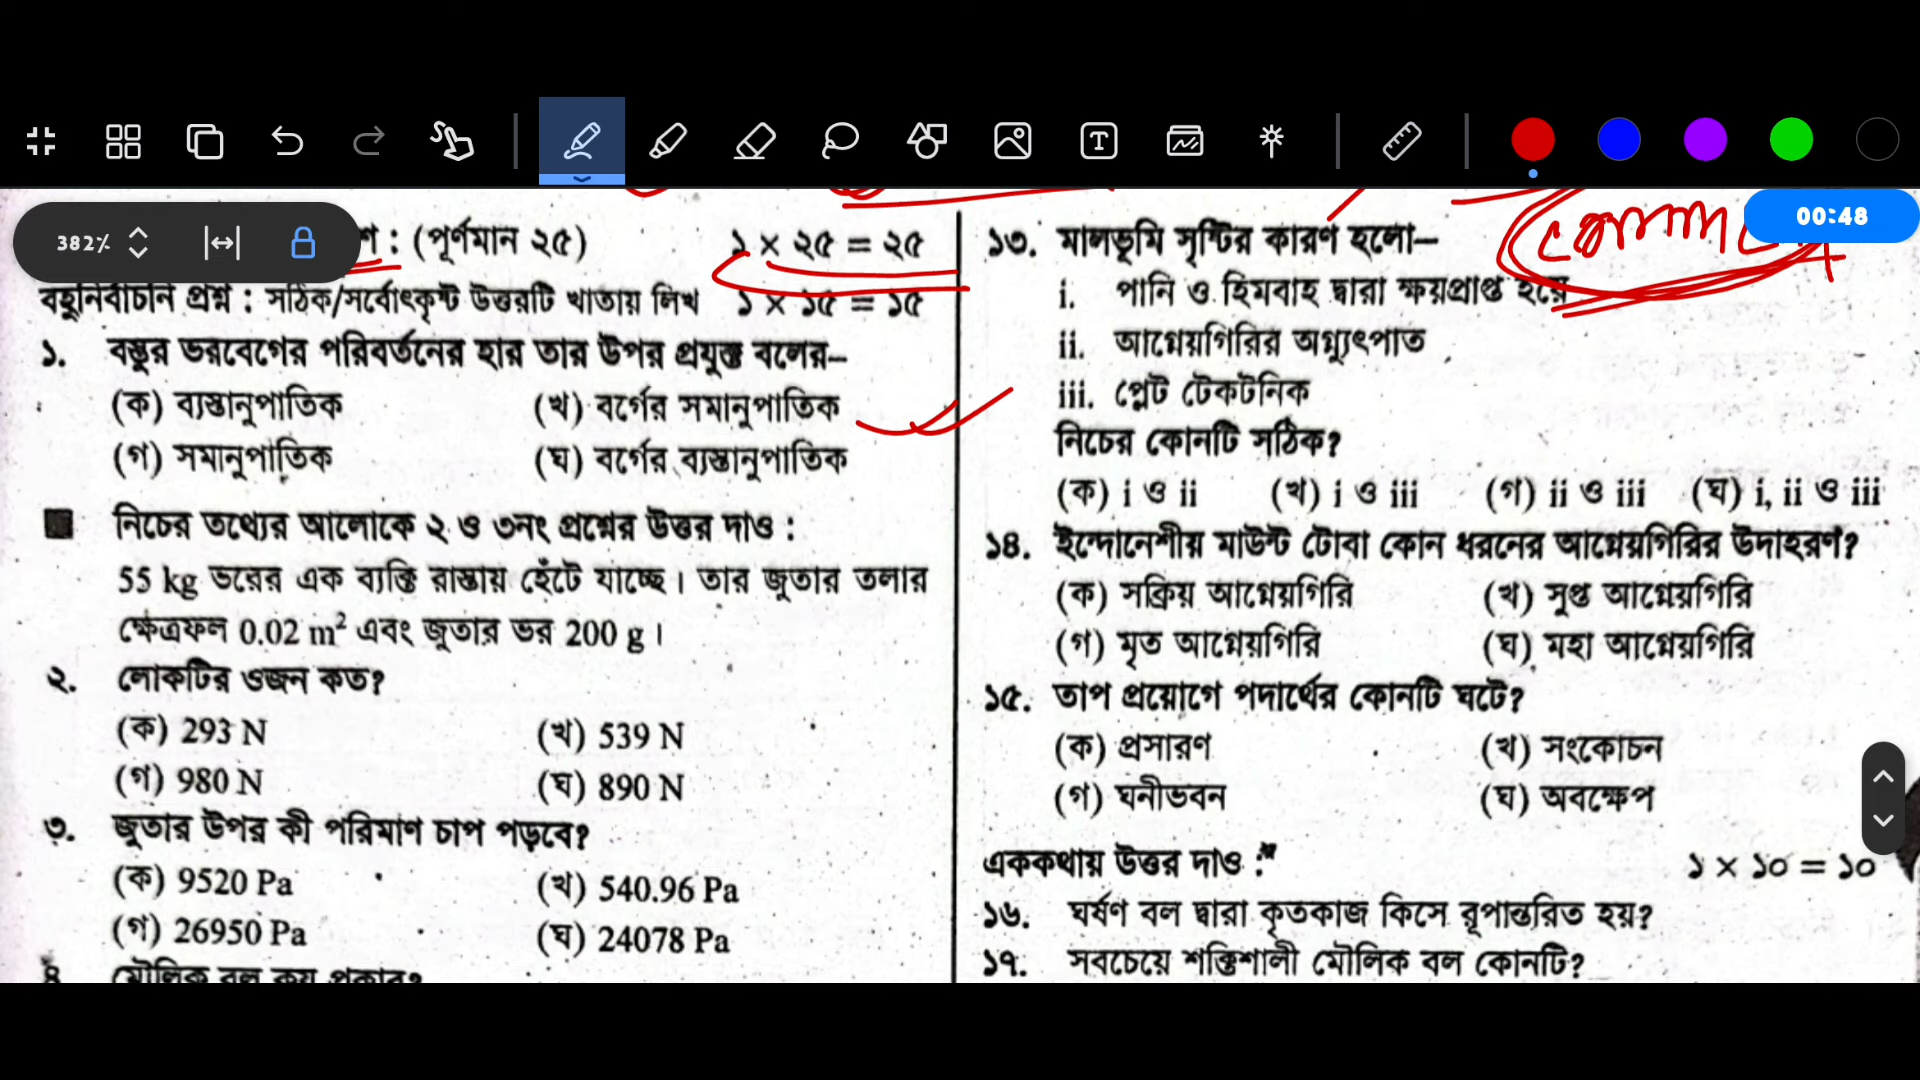 382%
00:48
comment
ণ : (পূর্ণমান ২৫) ১ × ২৫ = ২৫
বহুনির্বাচনি প্রশ্ন : সঠিক/সর্বোৎকৃষ্ট উত্তরটি খাতায় লিখ ১ × ১৫ = ১৫
১. বস্তুর ভরবেগের পরিবর্তনের হার তার উপর প্রযুক্ত বলের–
(ক) ব্যস্তানুপাতিক (খ) বর্গের সমানুপাতিক
(গ) সমানুপাতিক (ঘ) বর্গের ব্যস্তানুপাতিক
নিচের তথ্যের আলোকে ২ ও ৩নং প্রশ্নের উত্তর দাও :
55 kg ভরের এক ব্যক্তি রাস্তায় হেঁটে যাচ্ছে। তার জুতার তলার
ক্ষেত্রফল 0.02 m² এবং জুতার ভর 200 g।
২. লোকটির ওজন কত?
(ক) 293 N (খ) 539 N
(গ) 980 N (ঘ) 890 N
৩. জুতার উপর কী পরিমাণ চাপ পড়বে?
(ক) 9520 Pa (খ) 540.96 Pa
(গ) 26950 Pa (ঘ) 24078 Pa
৪. মৌলিক বল কয় প্রকার?
১৩. মালভূমি সৃষ্টির কারণ হলো–
i. পানি ও হিমবাহ দ্বারা ক্ষয়প্রাপ্ত হয়ে
ii. আগ্নেয়গিরির অগ্ন্যুৎপাত
iii. প্লেট টেকটনিক
নিচের কোনটি সঠিক?
(ক) i ও ii (খ) i ও iii (গ) ii ও iii (ঘ) i, ii ও iii
১৪. ইন্দোনেশীয় মাউন্ট টোবা কোন ধরনের আগ্নেয়গিরির উদাহরণ?
(ক) সক্রিয় আগ্নেয়গিরি (খ) সুপ্ত আগ্নেয়গিরি
(গ) মৃত আগ্নেয়গিরি (ঘ) মহা আগ্নেয়গিরি
১৫. তাপ প্রয়োগে পদার্থের কোনটি ঘটে?
(ক) প্রসারণ (খ) সংকোচন
(গ) ঘনীভবন (ঘ) অবক্ষেপ
এককথায় উত্তর দাও : ১ × ১০ = ১০
১৬. ঘর্ষণ বল দ্বারা কৃতকাজ কিসে রূপান্তরিত হয়?
১৭. সবচেয়ে শক্তিশালী মৌলিক বল কোনটি?